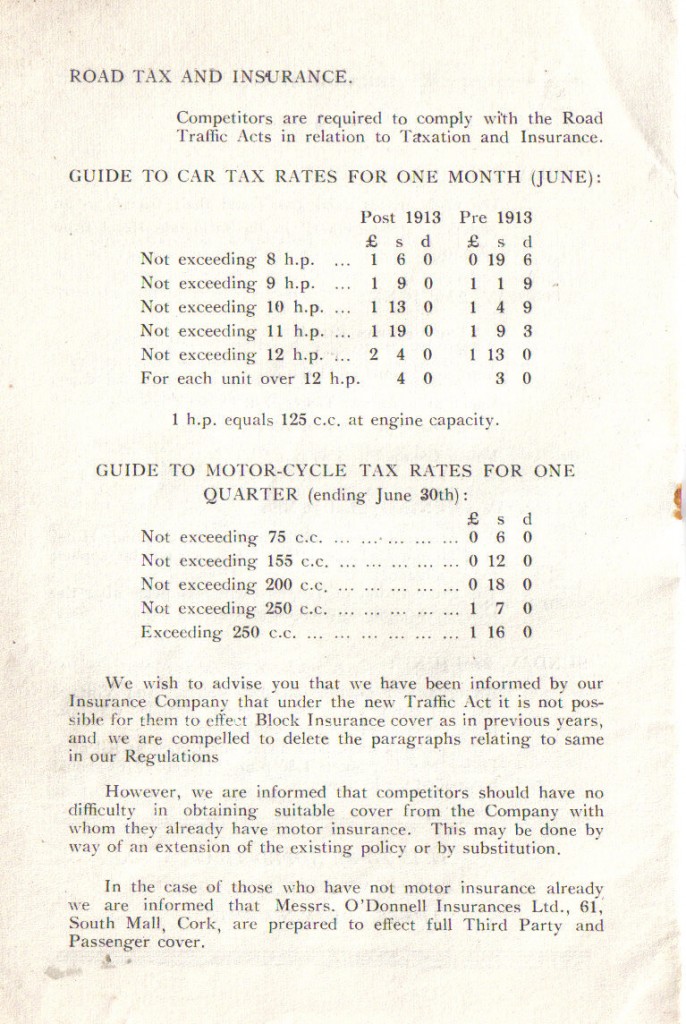 ROAD TAX AND INSURANCE.
Competitors are required to comply with the Road
Traffic Acts in relation to Taxation and Insurance.
GUIDE TO CAR TAX RATES FOR ONE MONTH (JUNE):
Post 1913 Pre 1913
£ s d £ s d
Not exceeding 8 h.p. ... 1 6 0 0 19 6
Not exceeding 9 h.p. ... 1 9 0 1 1 9
Not exceeding 10 h.p. ... 1 13 0 1 4 9
Not exceeding 11 h.p. ... 1 19 0 1 9 3
Not exceeding 12 h.p. ... 2 4 0 1 13 0
For each unit over 12 h.p. 4 0 3 0
1 h.p. equals 125 c.c. at engine capacity.
GUIDE TO MOTOR-CYCLE TAX RATES FOR ONE
QUARTER (ending June 30th):
£ s d
Not exceeding 75 c.c. ... ... ... ... ... 0 6 0
Not exceeding 155 c.c. ... ... ... ... ... 0 12 0
Not exceeding 200 c.c. ... ... ... ... ... 0 18 0
Not exceeding 250 c.c. ... ... ... ... ... 1 7 0
Exceeding 250 c.c. ... ... ... ... ... ... 1 16 0
We wish to advise you that we have been informed by our
Insurance Company that under the new Traffic Act it is not pos-
sible for them to effect Block Insurance cover as in previous years,
and we are compelled to delete the paragraphs relating to same
in our Regulations
However, we are informed that competitors should have no
difficulty in obtaining suitable cover from the Company with
whom they already have motor insurance. This may be done by
way of an extension of the existing policy or by substitution.
In the case of those who have not motor insurance already
we are informed that Messrs. O'Donnell Insurances Ltd., 61,
South Mall, Cork, are prepared to effect full Third Party and
Passenger cover.